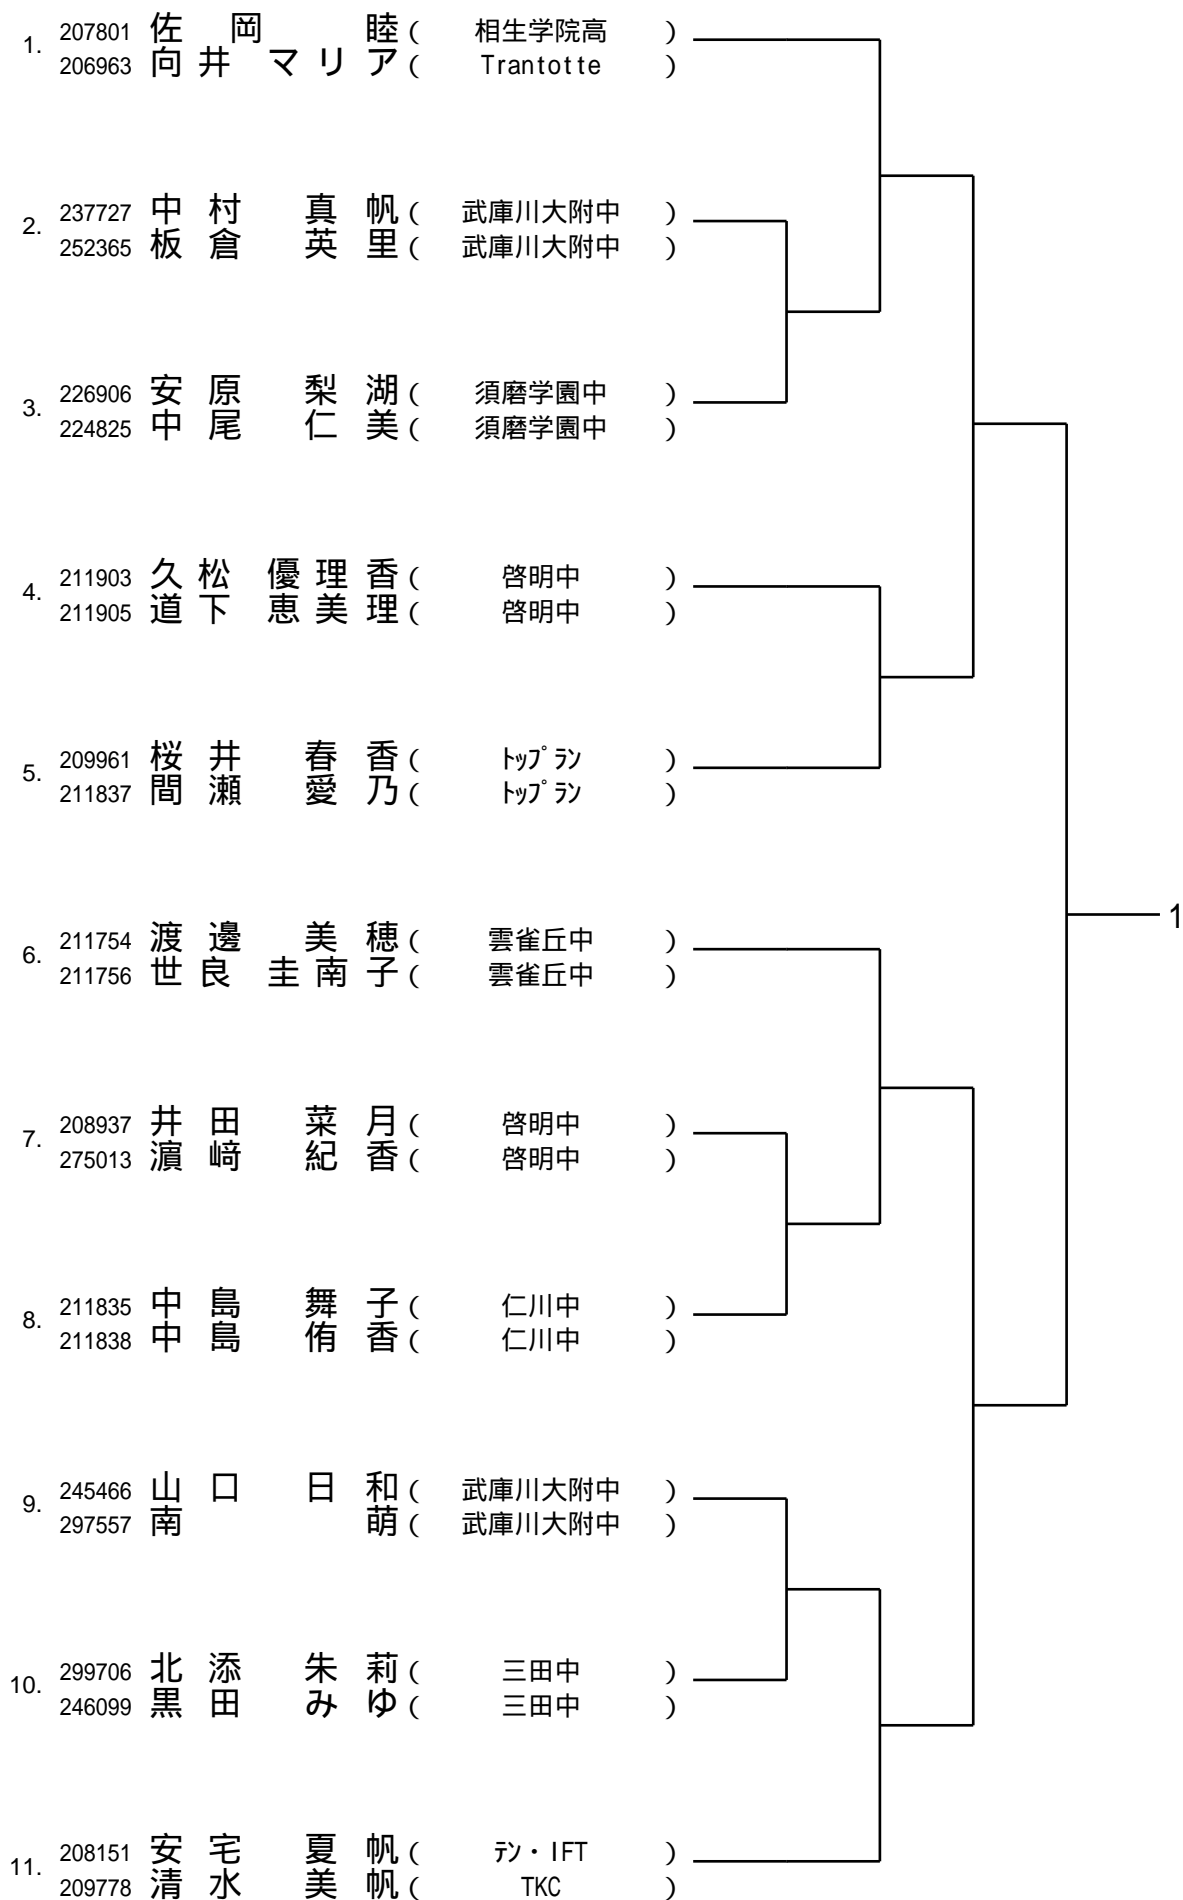 1. 207801 佐岡 睦 ( 相生学院高 )
206963 向井 マリア ( Trantotte )
2. 237727 中村 真帆 ( 武庫川大附中 )
252365 板倉 英里 ( 武庫川大附中 )
3. 226906 安原 梨湖 ( 須磨学園中 )
224825 中尾 仁美 ( 須磨学園中 )
4. 211903 久松 優理香 ( 啓明中 )
211905 道下 恵美理 ( 啓明中 )
5. 209961 桜井 春香 ( ﾄｯﾌﾟﾗﾝ )
211837 間瀬 愛乃 ( ﾄｯﾌﾟﾗﾝ )
1
6. 211754 渡邊 美穂 ( 雲雀丘中 )
211756 世良 圭南子 ( 雲雀丘中 )
7. 208937 井田 菜月 ( 啓明中 )
275013 濵﨑 紀香 ( 啓明中 )
8. 211835 中島 舞子 ( 仁川中 )
211838 中島 侑香 ( 仁川中 )
9. 245466 山口 日和 ( 武庫川大附中 )
297557 南 萌 ( 武庫川大附中 )
10. 299706 北添 朱莉 ( 三田中 )
246099 黒田 みゆ ( 三田中 )
11. 208151 安宅 夏帆 ( ﾃﾝ・IFT )
209778 清水 美帆 ( TKC )